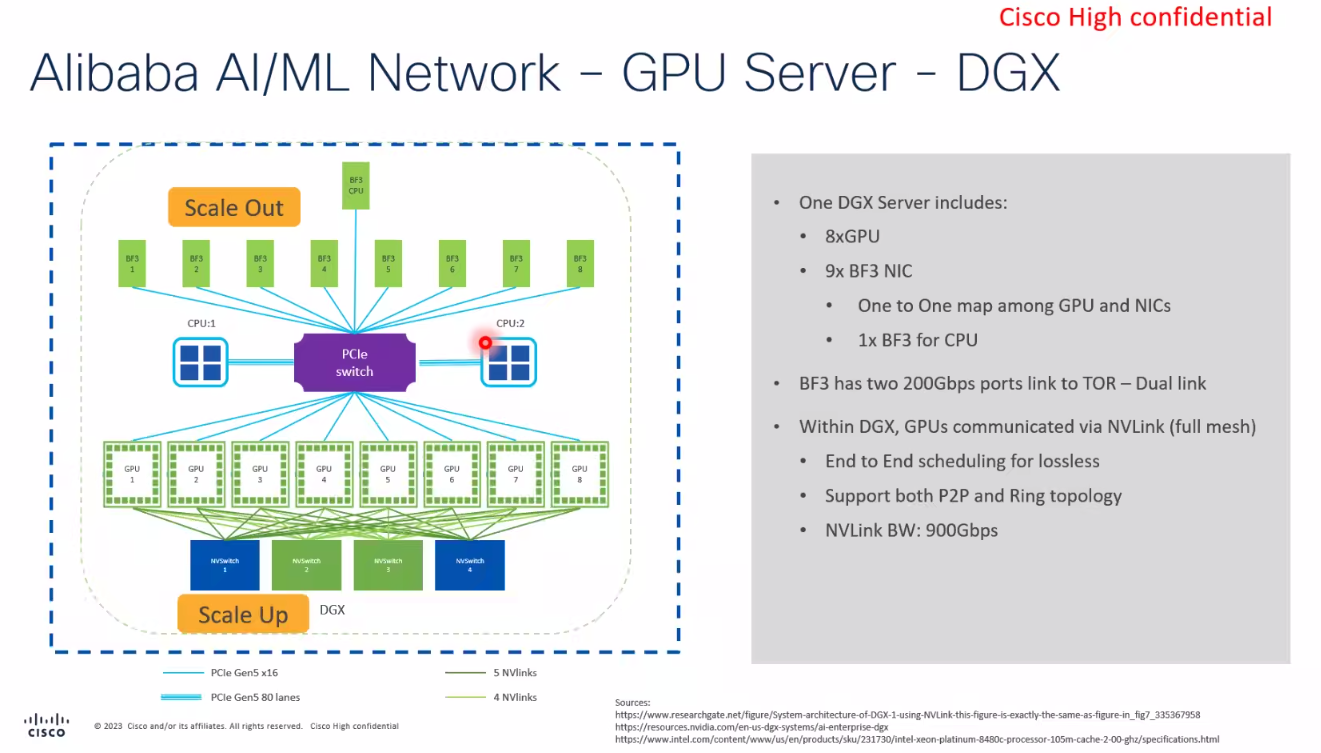 Cisco High confidential
Alibaba AI/ML Network – GPU Server - DGX
Scale Out
BF3
CPU
BF3
1
BF3
2
BF3
3
BF3
4
BF3
5
BF3
6
BF3
7
BF3
8
CPU:1
CPU:2
PCIe
switch
GPU
1
GPU
2
GPU
3
GPU
4
GPU
5
GPU
6
GPU
7
GPU
8
NVSwitch
1
NVSwitch
2
NVSwitch
3
NVSwitch
4
Scale Up
DGX
PCIe Gen5 x16
5 NVlinks
PCIe Gen5 80 lanes
4 NVlinks
• One DGX Server includes:
• 8xGPU
• 9x BF3 NIC
• One to One map among GPU and NICs
• 1x BF3 for CPU
• BF3 has two 200Gbps ports link to TOR – Dual link
• Within DGX, GPUs communicated via NVLink (full mesh)
• End to End scheduling for lossless
• Support both P2P and Ring topology
• NVLink BW: 900Gbps
Sources:
https://www.researchgate.net/figure/System-architecture-of-DGX-1-using-NVLink-this-figure-is-exactly-the-same-as-figure-in_fig7_335367958
https://resources.nvidia.com/en-us-dgx-systems/ai-enterprise-dgx
https://www.intel.com/content/www/us/en/products/sku/231730/intel-xeon-platinum-8480c-processor-105m-cache-2-00-ghz/specifications.html
CISCO
© 2023 Cisco and/or its affiliates. All rights reserved. Cisco High confidential